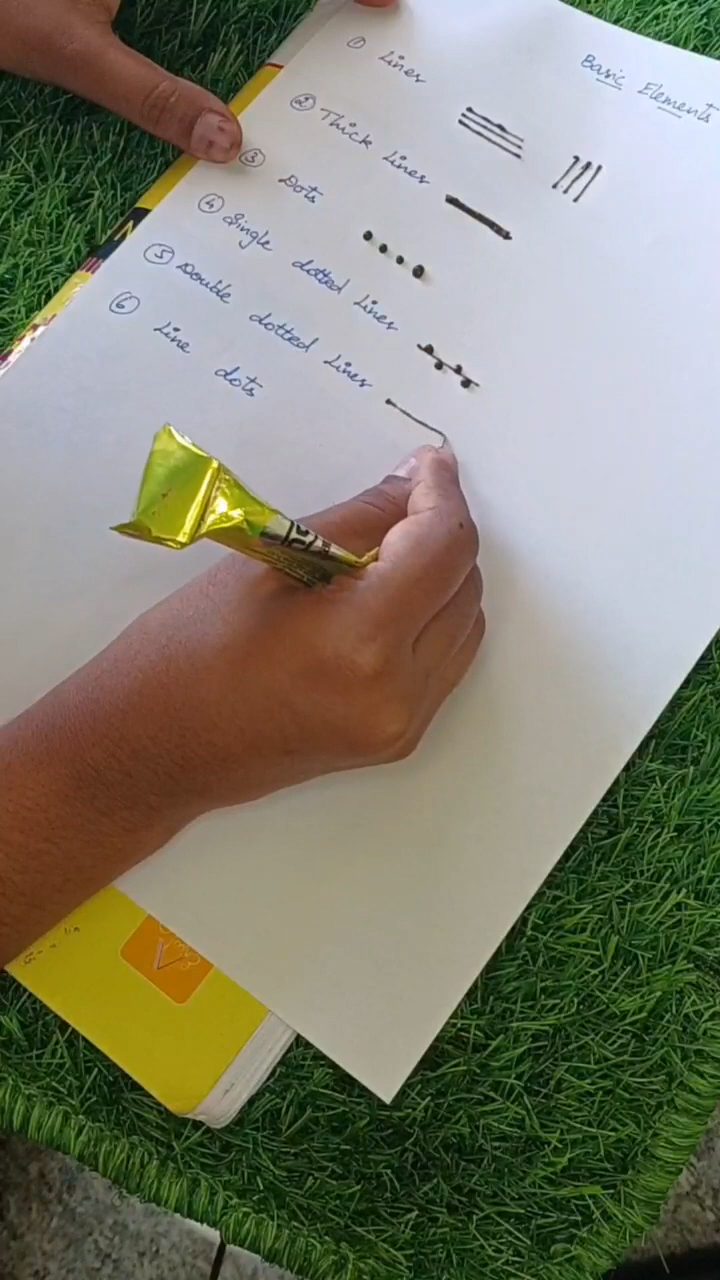 Basic Elements
① Lines
② Thick Lines
③ Dots
④ Single dotted Lines
⑤ Double dotted Lines
⑥ Line dots